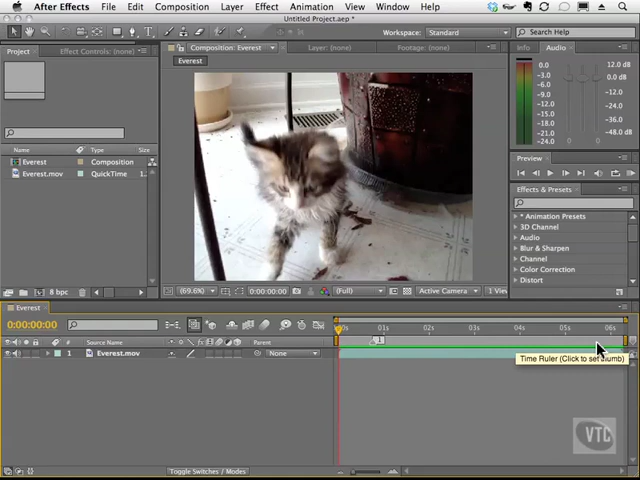 After Effects File Edit Composition Layer Effect Animation View Window Help
Untitled Project.aep *
Workspace: Standard Search Help
Project Effect Controls: (none) Composition: Everest Layer: (none) Footage: (none) Info Audio
Everest
0.0 12.0 dB
-3.0 0.0 dB
-6.0
-9.0 -12.0
-12.0
-15.0 -24.0
-18.0
-21.0 -36.0
-24.0 -48.0 dB
Name Type Size
Everest Composition
Everest.mov QuickTime 1..
Preview
Effects & Presets
* Animation Presets
3D Channel
Audio
Blur & Sharpen
Channel
Color Correction
Distort
8 bpc (69.6%) 0:00:00:00 (Full) Active Camera 1 Vie
Everest
0:00:00:00
01s 02s 03s 04s 05s 06s
1
# Source Name Parent
1 Everest.mov None
Time Ruler (Click to set thumb)
VTC
Toggle Switches / Modes